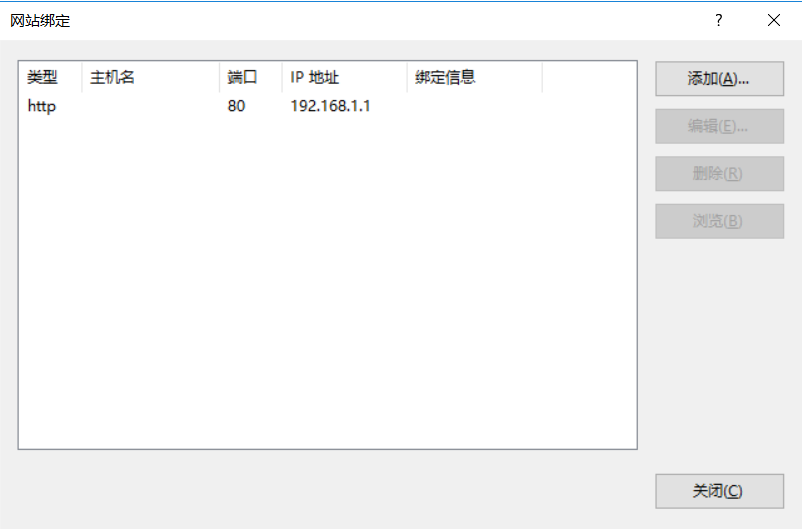 网站绑定
?
类型 主机名 端口 IP 地址 绑定信息
http 80 192.168.1.1
添加(A)...
编辑(E)...
删除(R)
浏览(B)
关闭(C)